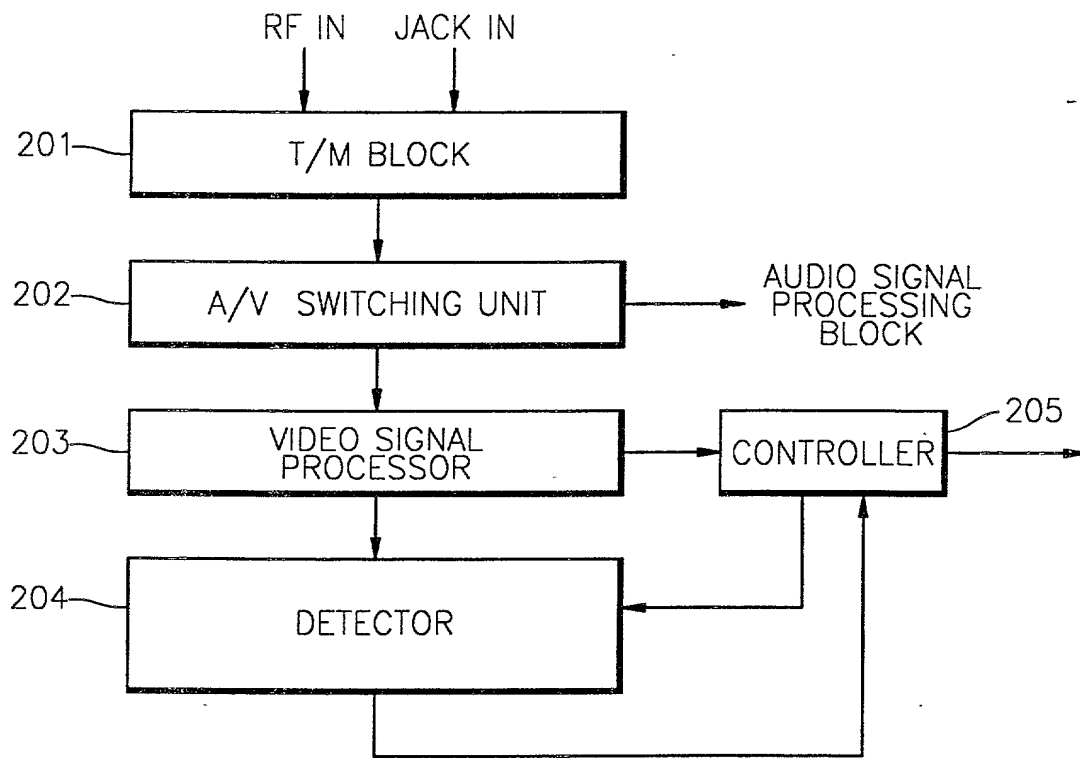 RF IN JACK IN
201
T/M BLOCK
202
A/V SWITCHING UNIT
AUDIO SIGNAL
PROCESSING
BLOCK
203
VIDEO SIGNAL
PROCESSOR
CONTROLLER
205
204
DETECTOR